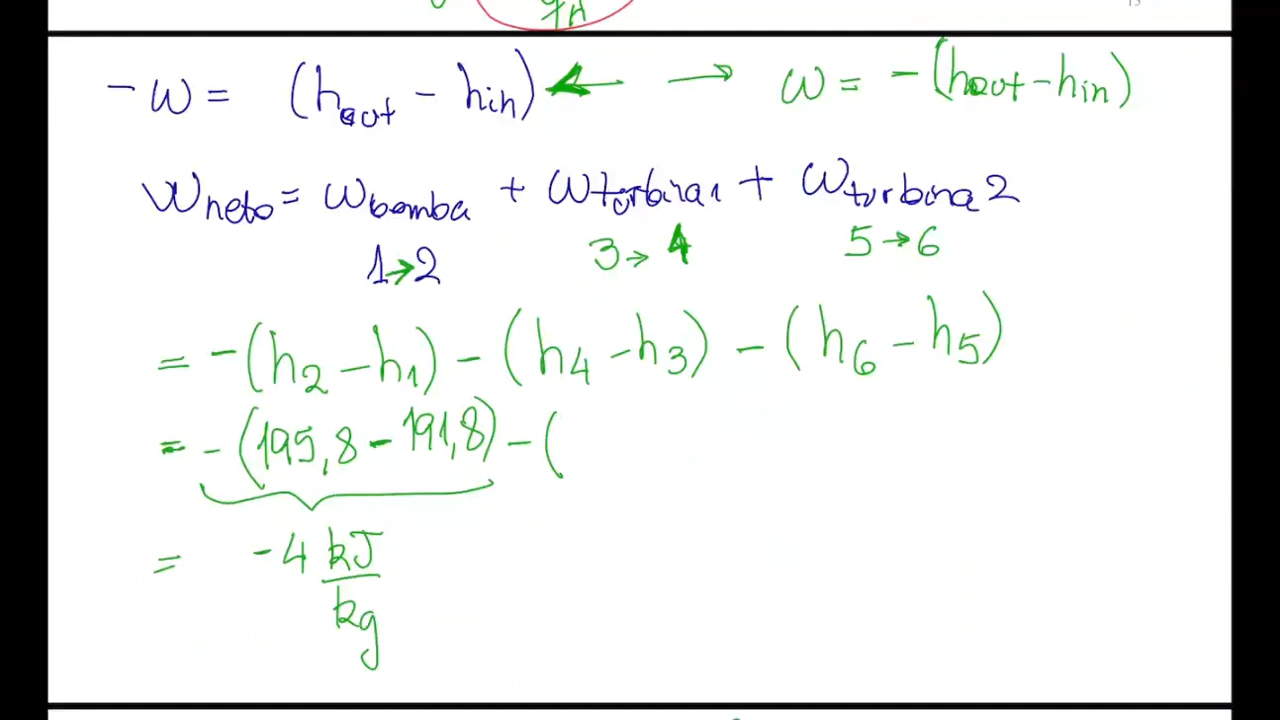 qA
-w = (hout - hin) ← → w = -(hout - hin)
wneto = wbomba + wturbina1 + wturbina2
1→2 3→4 5→6
= -(h2 - h1) - (h4 - h3) - (h6 - h5)
= -(195,8 - 191,8) - (
= -4 kJ
kg